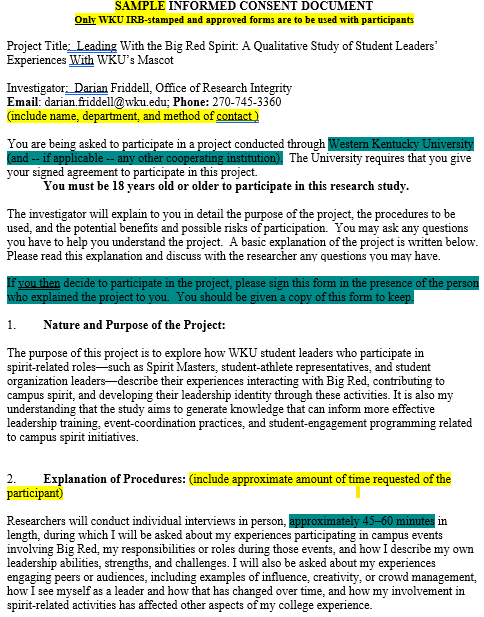 SAMPLE INFORMED CONSENT DOCUMENT
Only WKU IRB-stamped and approved forms are to be used with participants
Project Title: Leading With the Big Red Spirit: A Qualitative Study of Student Leaders'
Experiences With WKU's Mascot
Investigator: Darian Friddell, Office of Research Integrity
Email: darian.friddell@wku.edu; Phone: 270-745-3360
(include name, department, and method of contact )
You are being asked to participate in a project conducted through Western Kentucky University
(and -- if applicable -- any other cooperating institution). The University requires that you give
your signed agreement to participate in this project.
You must be 18 years old or older to participate in this research study.
The investigator will explain to you in detail the purpose of the project, the procedures to be
used, and the potential benefits and possible risks of participation. You may ask any questions
you have to help you understand the project. A basic explanation of the project is written below.
Please read this explanation and discuss with the researcher any questions you may have.
If you then decide to participate in the project, please sign this form in the presence of the person
who explained the project to you. You should be given a copy of this form to keep.
1. Nature and Purpose of the Project:
The purpose of this project is to explore how WKU student leaders who participate in
spirit-related roles—such as Spirit Masters, student-athlete representatives, and student
organization leaders—describe their experiences interacting with Big Red, contributing to
campus spirit, and developing their leadership identity through these activities. It is also my
understanding that the study aims to generate knowledge that can inform more effective
leadership training, event-coordination practices, and student-engagement programming related
to campus spirit initiatives.
2. Explanation of Procedures: (include approximate amount of time requested of the
participant)
Researchers will conduct individual interviews in person, approximately 45–60 minutes in
length, during which I will be asked about my experiences participating in campus events
involving Big Red, my responsibilities or roles during those events, and how I describe my own
leadership abilities, strengths, and challenges. I will also be asked about my experiences
engaging peers or audiences, including examples of influence, creativity, or crowd management,
how I see myself as a leader and how that has changed over time, and how my involvement in
spirit-related activities has affected other aspects of my college experience.